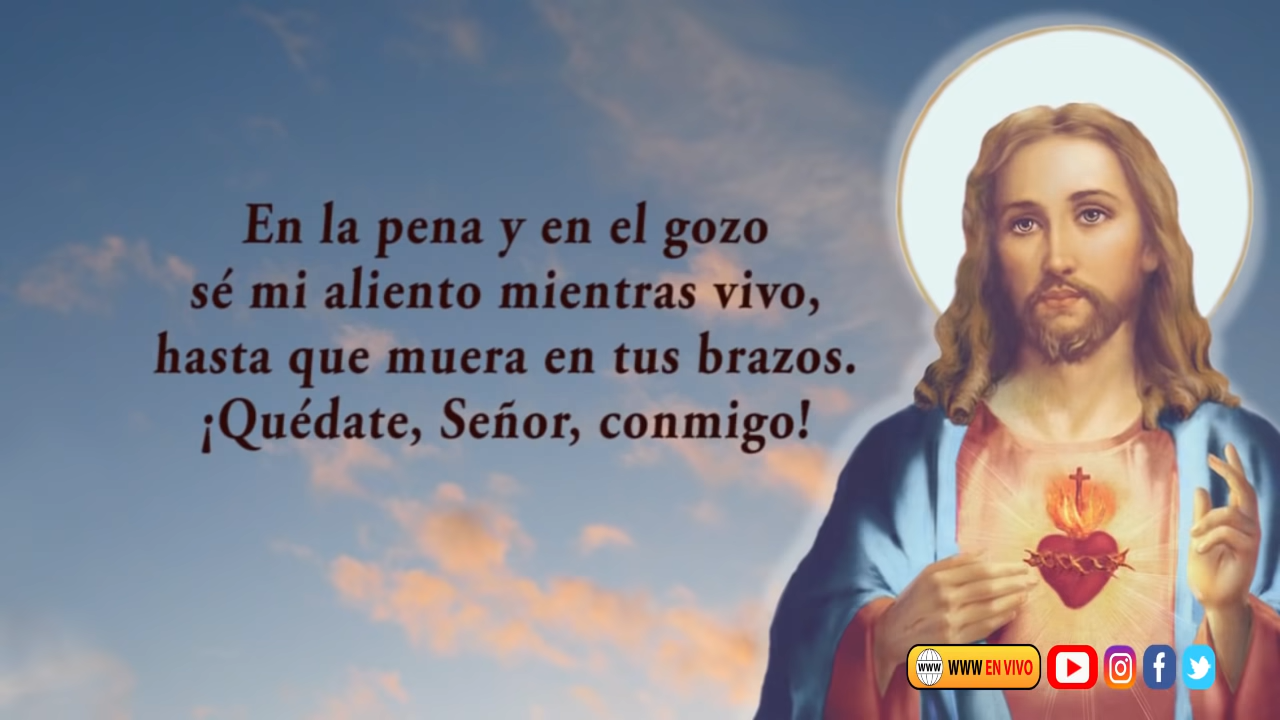 En la pena y en el gozo
sé mi aliento mientras vivo,
hasta que muera en tus brazos.
¡Quédate, Señor, conmigo!
WWW WWW EN VIVO